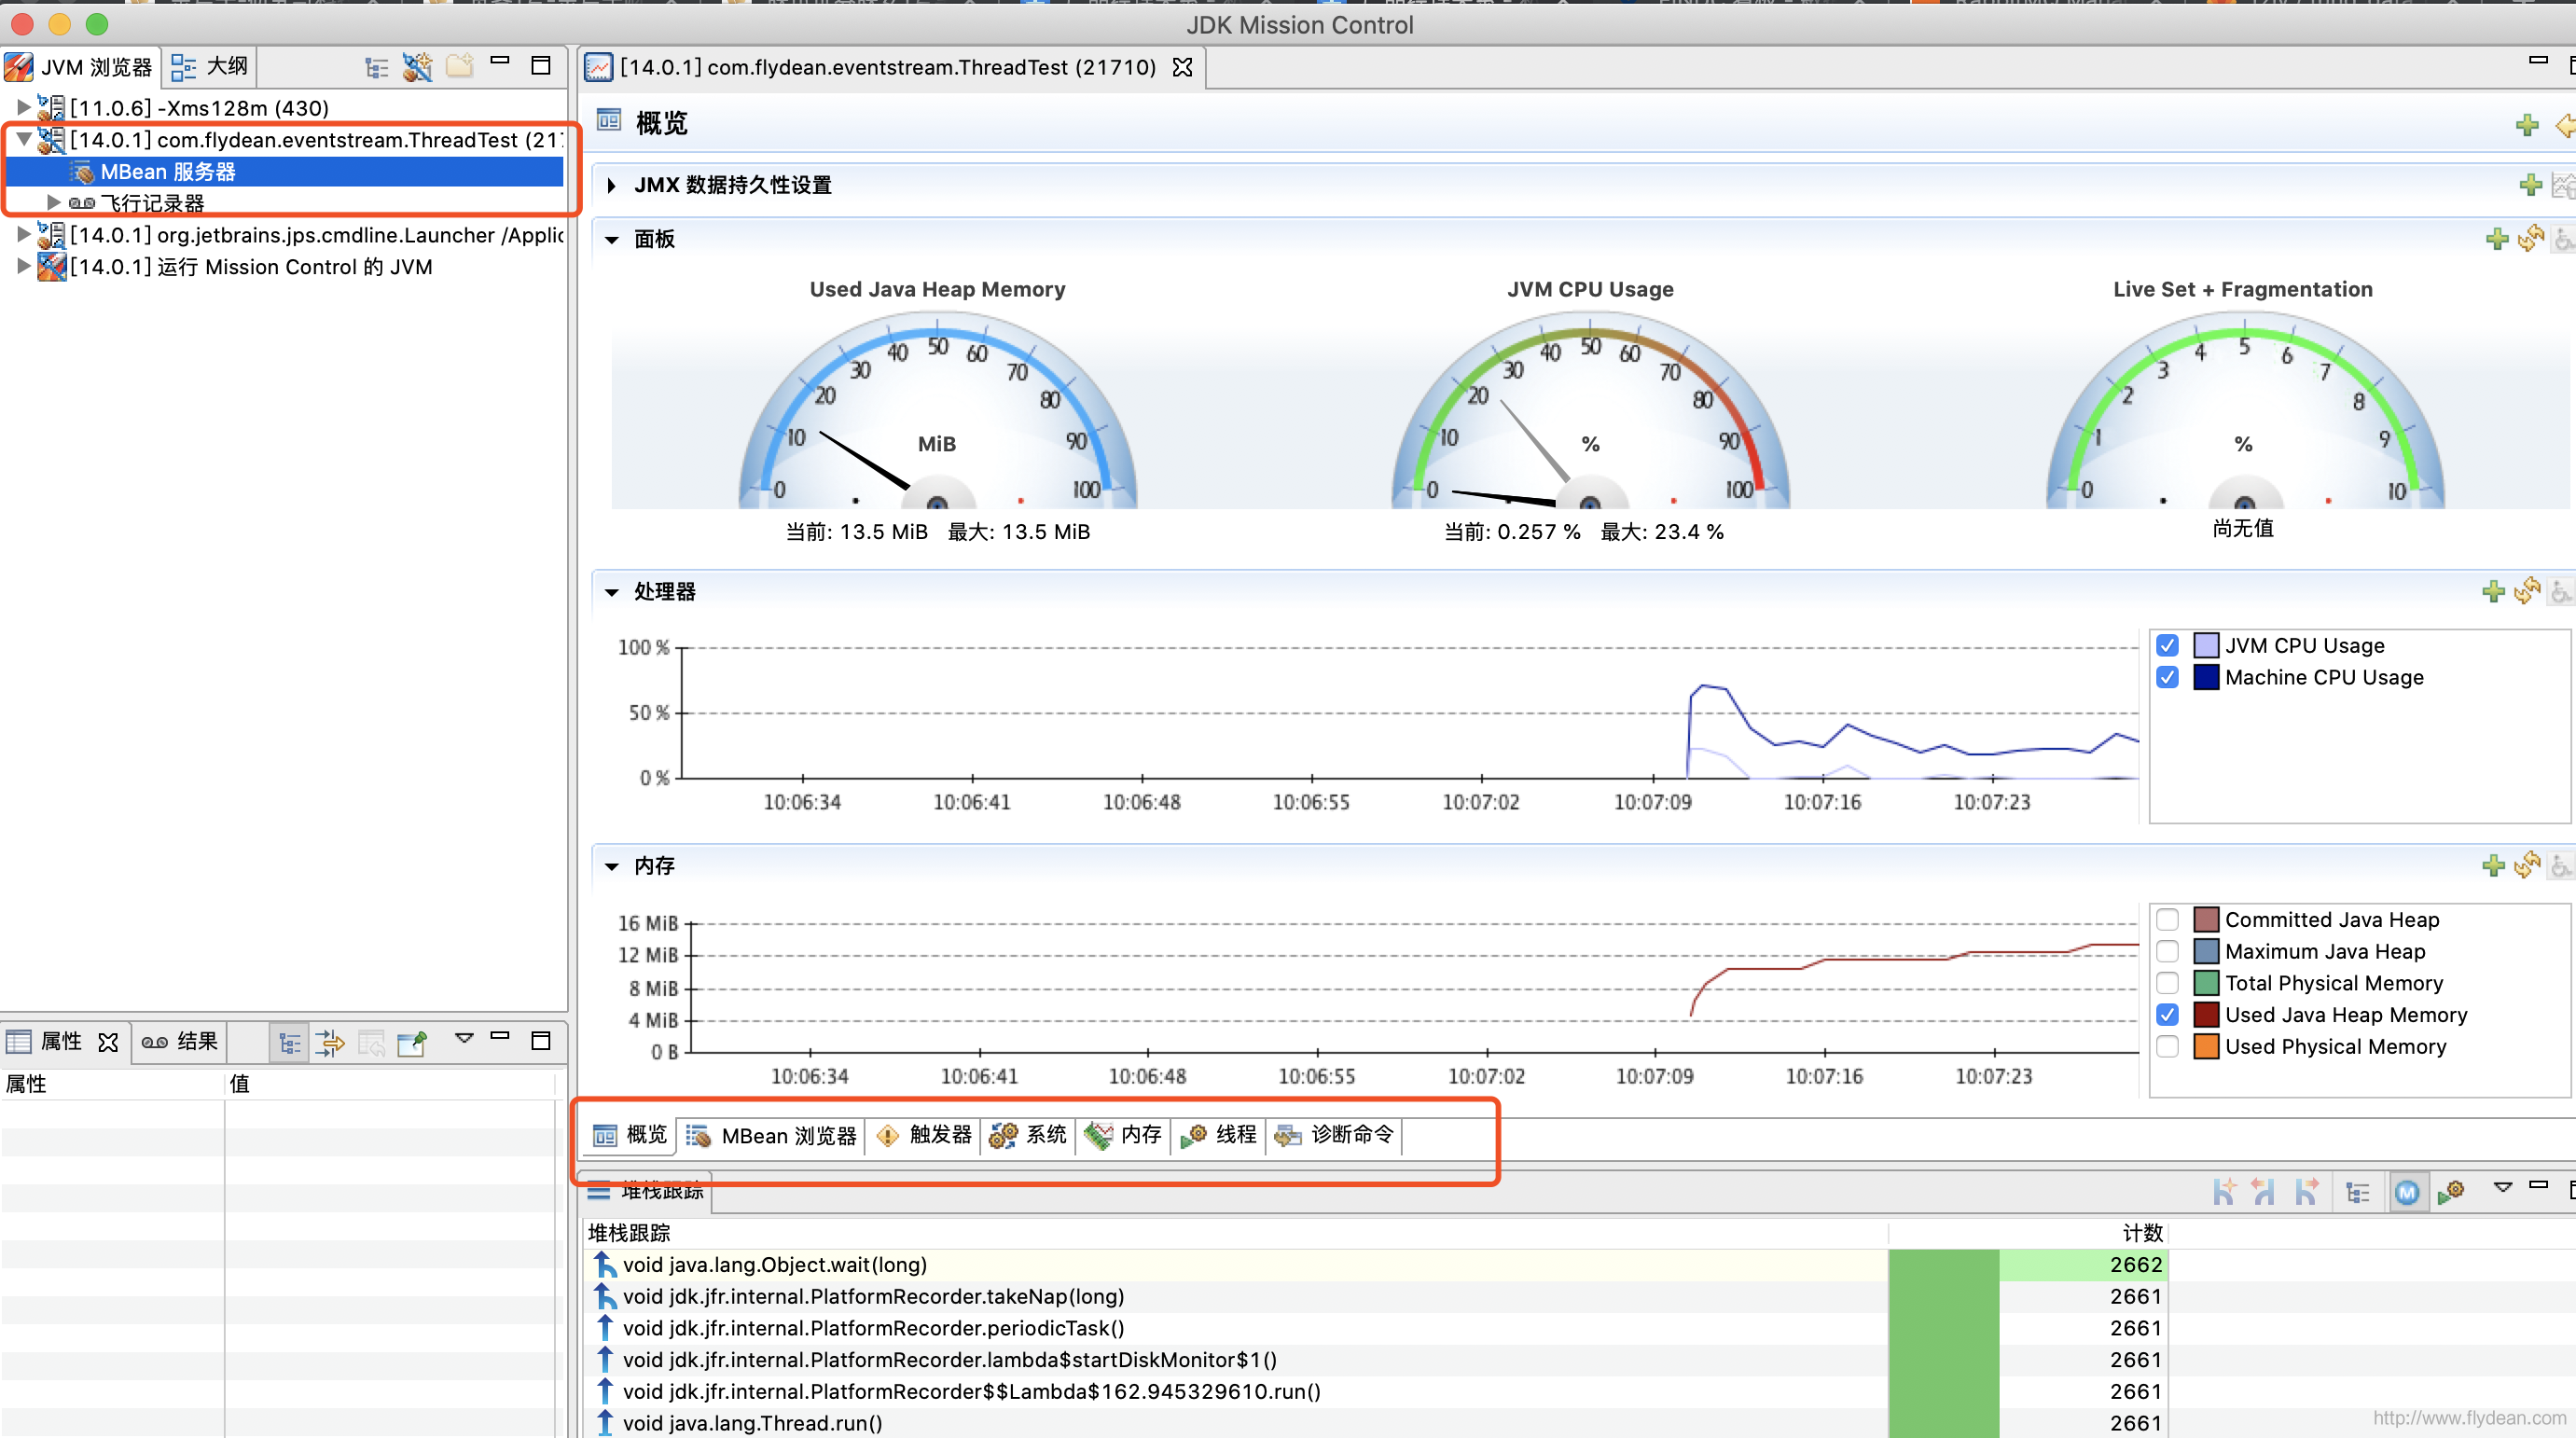 JDK Mission Control
JVM 浏览器
大纲
[11.0.6] -Xms128m (430)
[14.0.1] com.flydean.eventstream.ThreadTest (217
MBean 服务器
飞行记录器
[14.0.1] org.jetbrains.jps.cmdline.Launcher /Applic
[14.0.1] 运行 Mission Control 的 JVM
[14.0.1] com.flydean.eventstream.ThreadTest (21710)
概览
JMX 数据持久性设置
面板
Used Java Heap Memory
0 10 20 30 40 50 60 70 80 90 100
MiB
当前: 13.5 MiB 最大: 13.5 MiB
JVM CPU Usage
0 10 20 30 40 50 60 70 80 90 100
%
当前: 0.257 % 最大: 23.4 %
Live Set + Fragmentation
0 1 2 3 4 5 6 7 8 9 10
%
尚无值
处理器
100 %
50 %
0 %
10:06:34 10:06:41 10:06:48 10:06:55 10:07:02 10:07:09 10:07:16 10:07:23
JVM CPU Usage
Machine CPU Usage
内存
16 MiB
12 MiB
8 MiB
4 MiB
0 B
10:06:34 10:06:41 10:06:48 10:06:55 10:07:02 10:07:09 10:07:16 10:07:23
Committed Java Heap
Maximum Java Heap
Total Physical Memory
Used Java Heap Memory
Used Physical Memory
属性
结果
属性 值
概览 MBean 浏览器 触发器 系统 内存 线程 诊断命令
堆栈跟踪
堆栈跟踪 计数
void java.lang.Object.wait(long) 2662
void jdk.jfr.internal.PlatformRecorder.takeNap(long) 2661
void jdk.jfr.internal.PlatformRecorder.periodicTask() 2661
void jdk.jfr.internal.PlatformRecorder.lambda$startDiskMonitor$1() 2661
void jdk.jfr.internal.PlatformRecorder$$Lambda$162.945329610.run() 2661
void java.lang.Thread.run() 2661
http://www.flydean.com